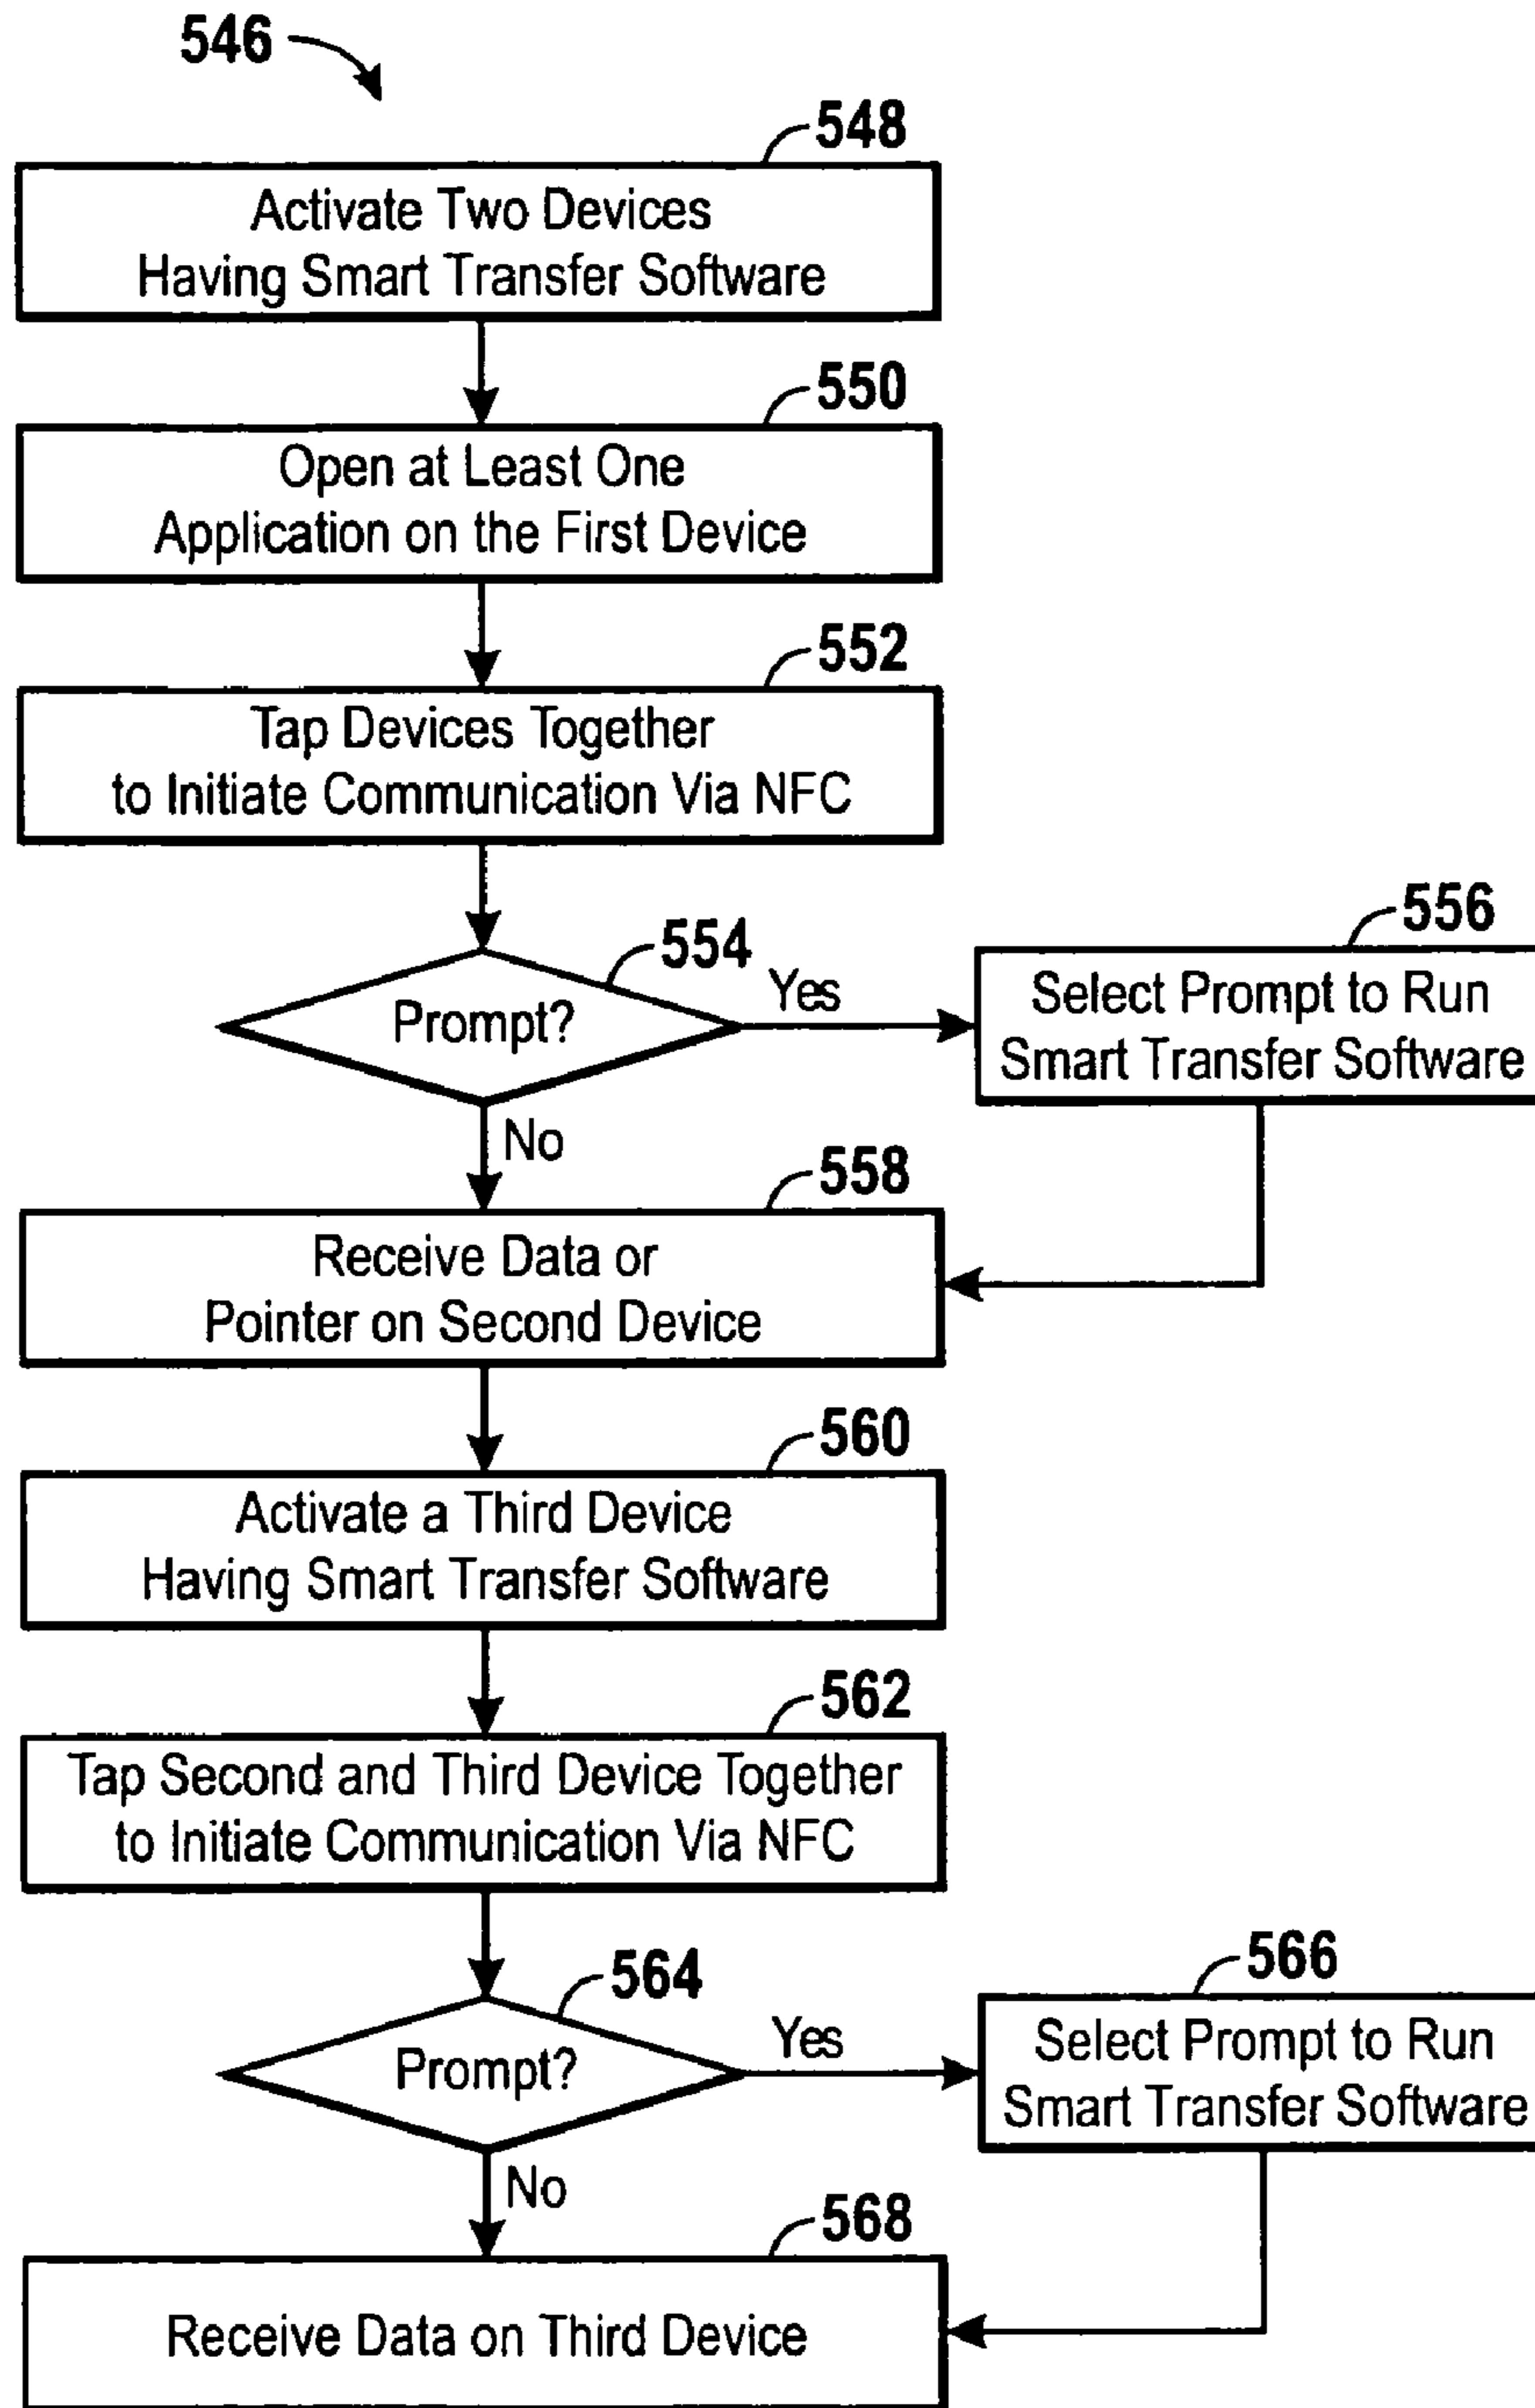 546
548
Activate Two Devices
Having Smart Transfer Software
550
Open at Least One
Application on the First Device
552
Tap Devices Together
to Initiate Communication Via NFC
554
Prompt?
Yes
556
Select Prompt to Run
Smart Transfer Software
No
558
Receive Data or
Pointer on Second Device
560
Activate a Third Device
Having Smart Transfer Software
562
Tap Second and Third Device Together
to Initiate Communication Via NFC
564
Prompt?
Yes
566
Select Prompt to Run
Smart Transfer Software
No
568
Receive Data on Third Device